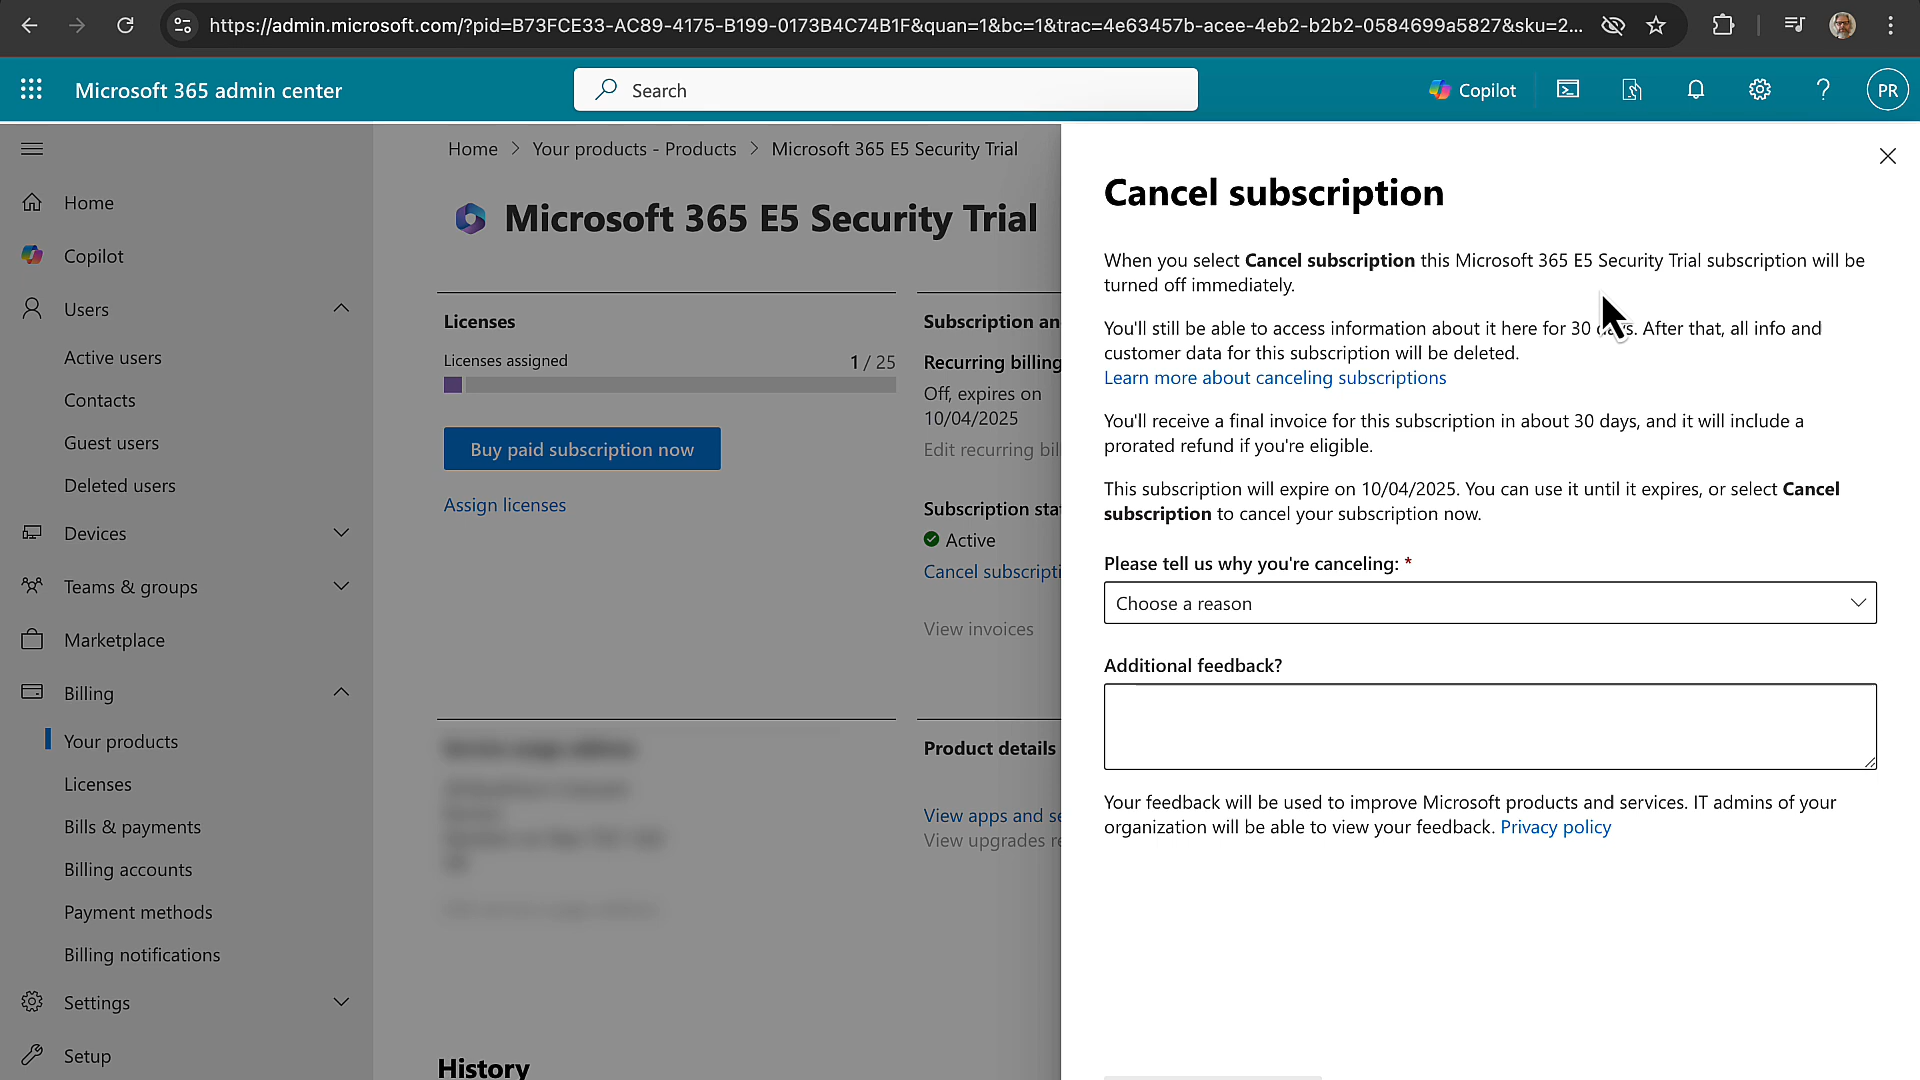 https://admin.microsoft.com/?pid=B73FCE33-AC89-4175-B199-0173B4C74B1F&quan=1&bc=1&trac=4e63457b-acee-4eb2-b2b2-0584699a5827&sku=2...
Microsoft 365 admin center
Search
Copilot
PR
Home
Copilot
Users
Active users
Contacts
Guest users
Deleted users
Devices
Teams & groups
Marketplace
Billing
Your products
Licenses
Bills & payments
Billing accounts
Payment methods
Billing notifications
Settings
Setup
Home > Your products - Products > Microsoft 365 E5 Security Trial
Microsoft 365 E5 Security Trial
Licenses
Licenses assigned 1 / 25
Buy paid subscription now
Assign licenses
Subscription an
Recurring billing
Off, expires on
10/04/2025
Edit recurring bil
Subscription sta
Active
Cancel subscripti
View invoices
Product details
View apps and se
View upgrades re
History
Cancel subscription
When you select Cancel subscription this Microsoft 365 E5 Security Trial subscription will be
turned off immediately.
You'll still be able to access information about it here for 30 days. After that, all info and
customer data for this subscription will be deleted.
Learn more about canceling subscriptions
You'll receive a final invoice for this subscription in about 30 days, and it will include a
prorated refund if you're eligible.
This subscription will expire on 10/04/2025. You can use it until it expires, or select Cancel
subscription to cancel your subscription now.
Please tell us why you're canceling: *
Choose a reason
Additional feedback?
Your feedback will be used to improve Microsoft products and services. IT admins of your
organization will be able to view your feedback. Privacy policy